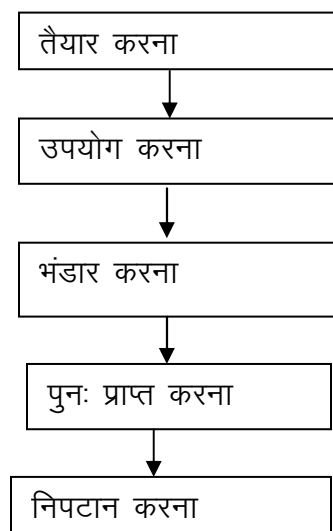 तैयार करना
उपयोग करना
भंडार करना
पुनः प्राप्त करना
निपटान करना